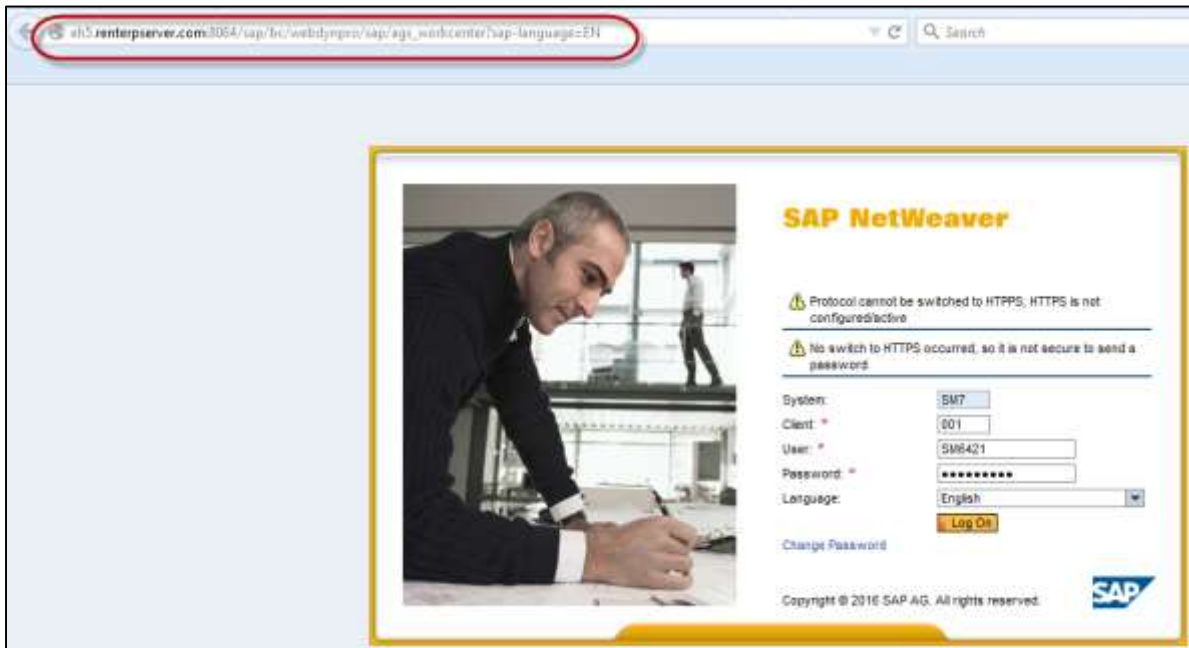 eh5.renterpserver.com:8064/sap/bc/webdynpro/sap/ags_workcenter?sap-language=EN
Search
SAP NetWeaver
Protocol cannot be switched to HTPPS, HTTPS is not
configured/active
No switch to HTTPS occurred, so it is not secure to send a
password
System: SM7
Client: * 001
User: * SM6421
Password: * •••••••••
Language: English
Log On
Change Password
Copyright © 2016 SAP AG. All rights reserved.
SAP